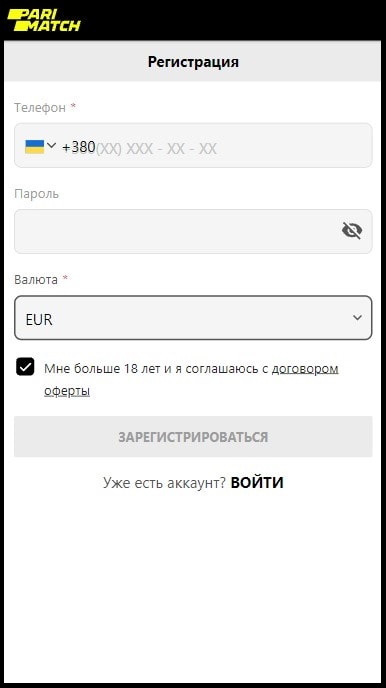 PARI
MATCH
Регистрация
Телефон *
+380(XX) XXX - XX - XX
Пароль
Валюта *
EUR
Мне больше 18 лет и я соглашаюсь с договором
оферты
ЗАРЕГИСТРИРОВАТЬСЯ
Уже есть аккаунт? ВОЙТИ